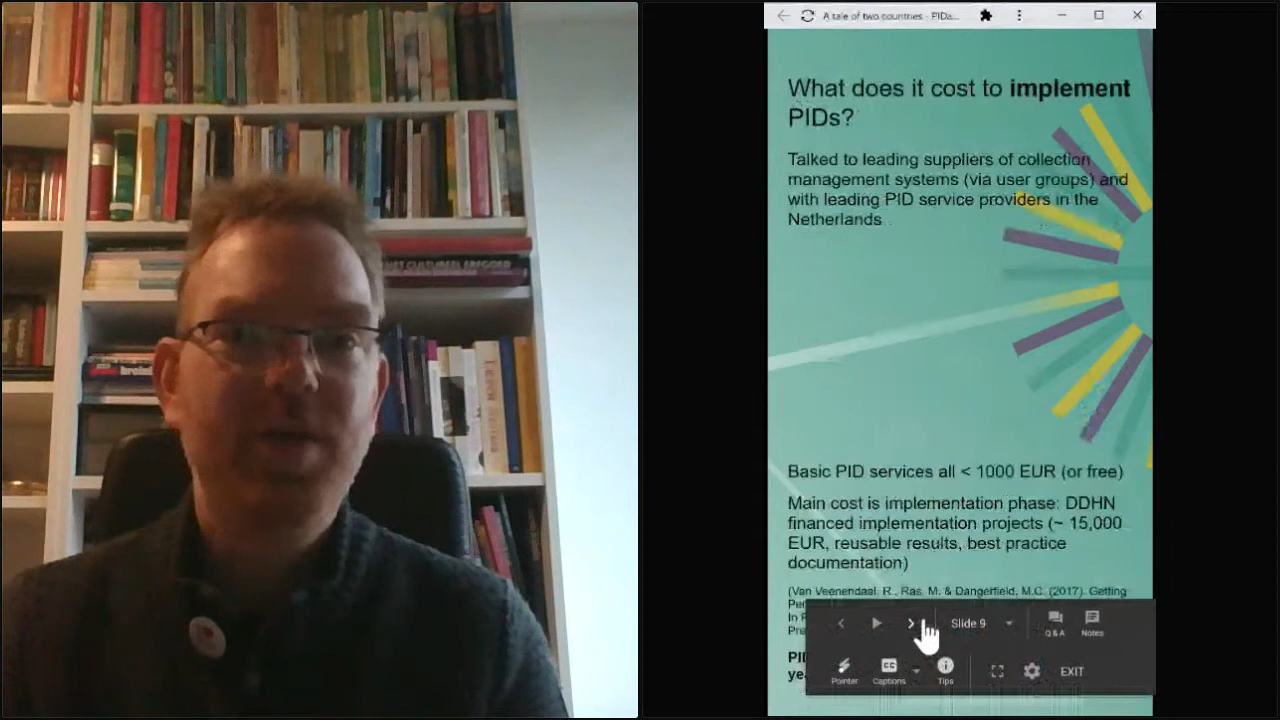 A tale of two countries - PIDa...
What does it cost to implement
PIDs?
Talked to leading suppliers of collection
management systems (via user groups) and
with leading PID service providers in the
Netherlands
HET CULTUREEL ERFGOED
Basic PID services all < 1000 EUR (or free)
Main cost is implementation phase: DDHN
financed implementation projects (~ 15,000
EUR, reusable results, best practice
documentation)
(Van Veenendaal, R., Ras, M. & Dangerfield, M.C. (2017). Getting
Slide 9
Q & A
Notes
Pointer
Captions
Tips
EXIT